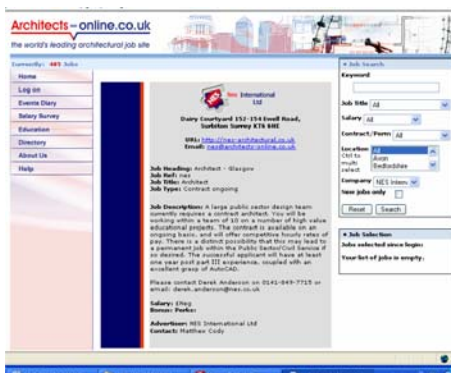 Architects-online.co.uk
the world's leading architectural job site
Currently: 485 Jobs
Home
Log on
Events Diary
Salary Survey
Education
Directory
About Us
Help
nes International
Ltd
Dairy Courtyard 152-154 Ewell Road,
Surbiton Surrey KT6 6HE
URL: http://nes-architectural.co.uk
Email: nes@architects-online.co.uk
Job Heading: Architect - Glasgow
Job Ref: nes
Job Title: Architect
Job Type: Contract ongoing
Job Description: A large public sector design team
currently requires a contract architect. You will be
working within a team of 10 on a number of high value
educational projects. The contract is available on an
ongoing basis, and will offer competitive hourly rates of
pay. There is a distinct possibility that this may lead to
a permanent job within the Public Sector/Civil Service if
so desired. The successful applicant will have at least
one year post part III experience, coupled with an
excellent grasp of AutoCAD.
Please contact Derek Anderson on 0141-849-7715 or
email: derek.anderson@nes.co.uk
Salary: £Neg
Bonus: Perks:
Advertiser: NES International Ltd
Contact: Matthew Cody
Job Search
Keyword
Job Title All
Salary All
Contract/Perm All
Location All
Ctrl to Avon
multi Bedfordshire
select
Company NES Intern
New jobs only
Reset Search
Job Selection
Jobs selected since login:
Your list of jobs is empty.